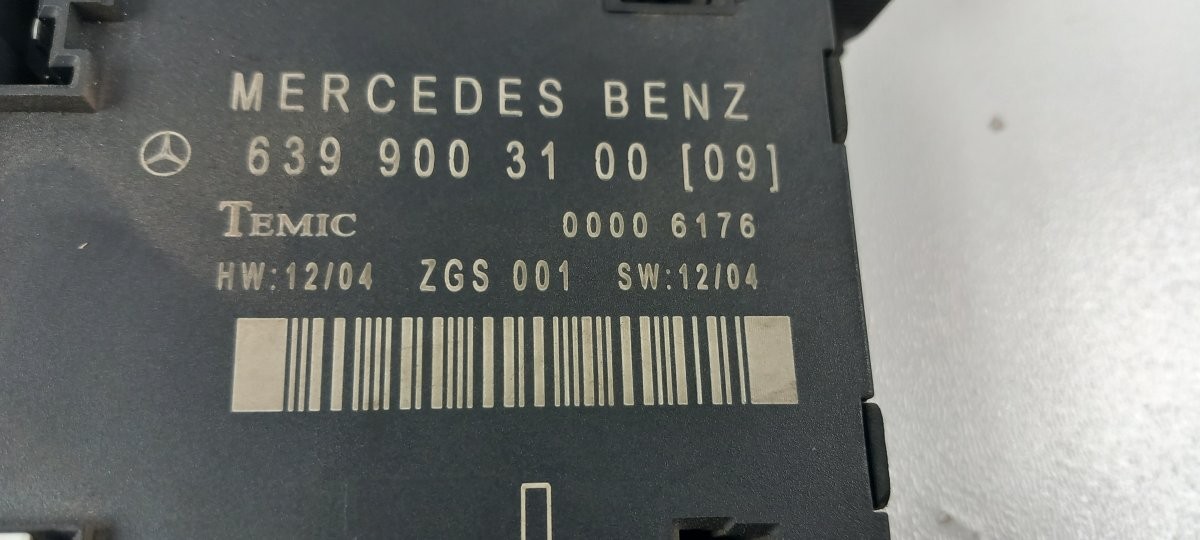 MERCEDES BENZ
639 900 31 00 [09]
TEMIC 0000 6176
HW:12/04 ZGS 001 SW:12/04